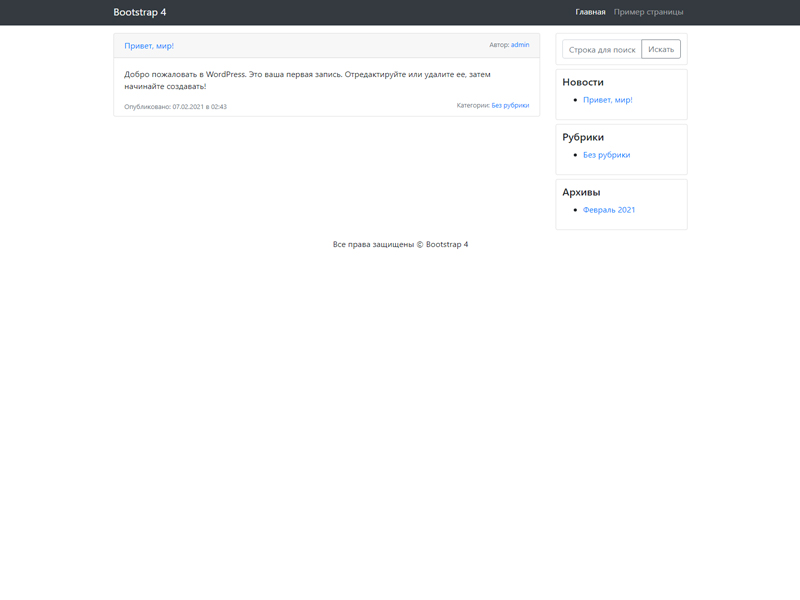 Bootstrap 4
Главная Пример страницы
Привет, мир!
Автор: admin
Добро пожаловать в WordPress. Это ваша первая запись. Отредактируйте или удалите ее, затем
начинайте создавать!
Опубликовано: 07.02.2021 в 02:43
Категории: Без рубрики
Строка для поиск
Искать
Новости
Привет, мир!
Рубрики
Без рубрики
Архивы
Февраль 2021
Все права защищены © Bootstrap 4